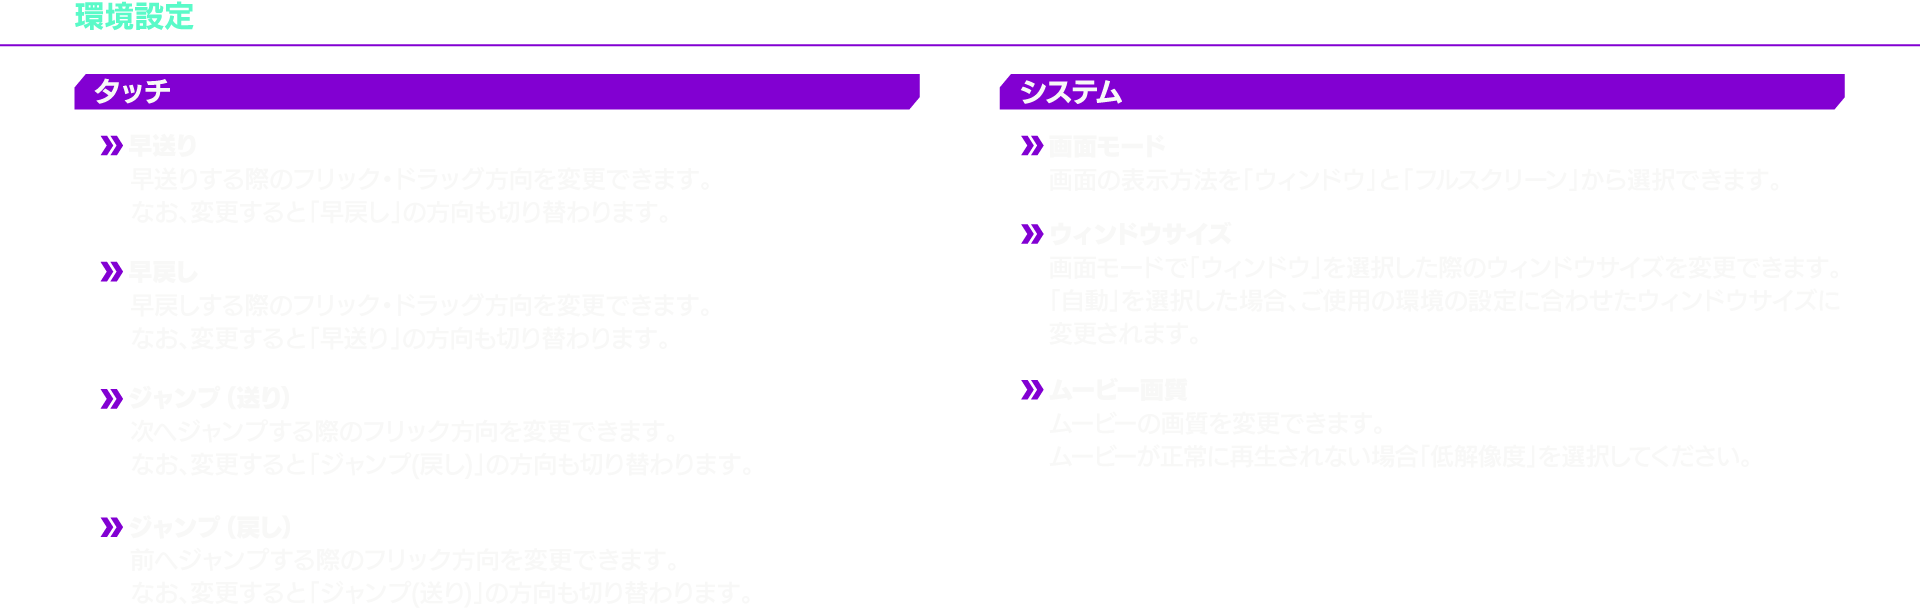 環境設定
タッチ
早送り
早送りする際のフリック・ドラッグ方向を変更できます。
なお、変更すると「早戻し」の方向も切り替わります。
早戻し
早戻しする際のフリック・ドラッグ方向を変更できます。
なお、変更すると「早送り」の方向も切り替わります。
ジャンプ（送り）
次へジャンプする際のフリック方向を変更できます。
なお、変更すると「ジャンプ(戻し)」の方向も切り替わります。
ジャンプ（戻し）
前へジャンプする際のフリック方向を変更できます。
なお、変更すると「ジャンプ(送り)」の方向も切り替わります。
システム
画面モード
画面の表示方法を「ウィンドウ」と「フルスクリーン」から選択できます。
ウィンドウサイズ
画面モードで「ウィンドウ」を選択した際のウィンドウサイズを変更できます。
「自動」を選択した場合、ご使用の環境の設定に合わせたウィンドウサイズに
変更されます。
ムービー画質
ムービーの画質を変更できます。
ムービーが正常に再生されない場合「低解像度」を選択してください。